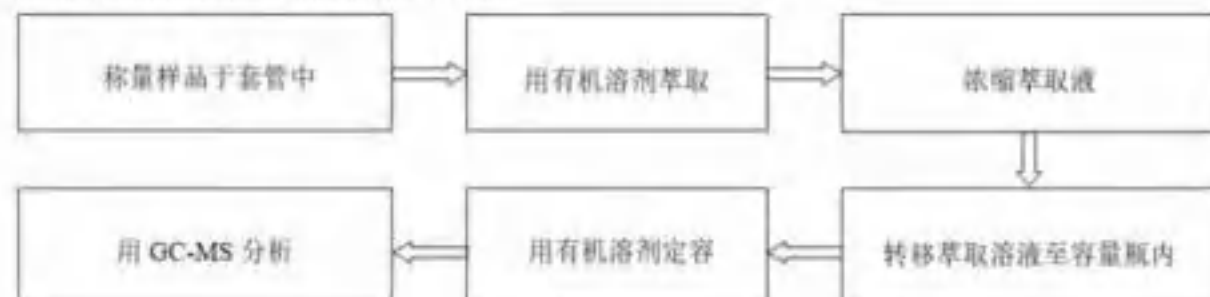 称量样品于套管中
用有机溶剂萃取
浓缩萃取液
转移萃取溶液至容量瓶内
用有机溶剂定容
用 GC-MS 分析